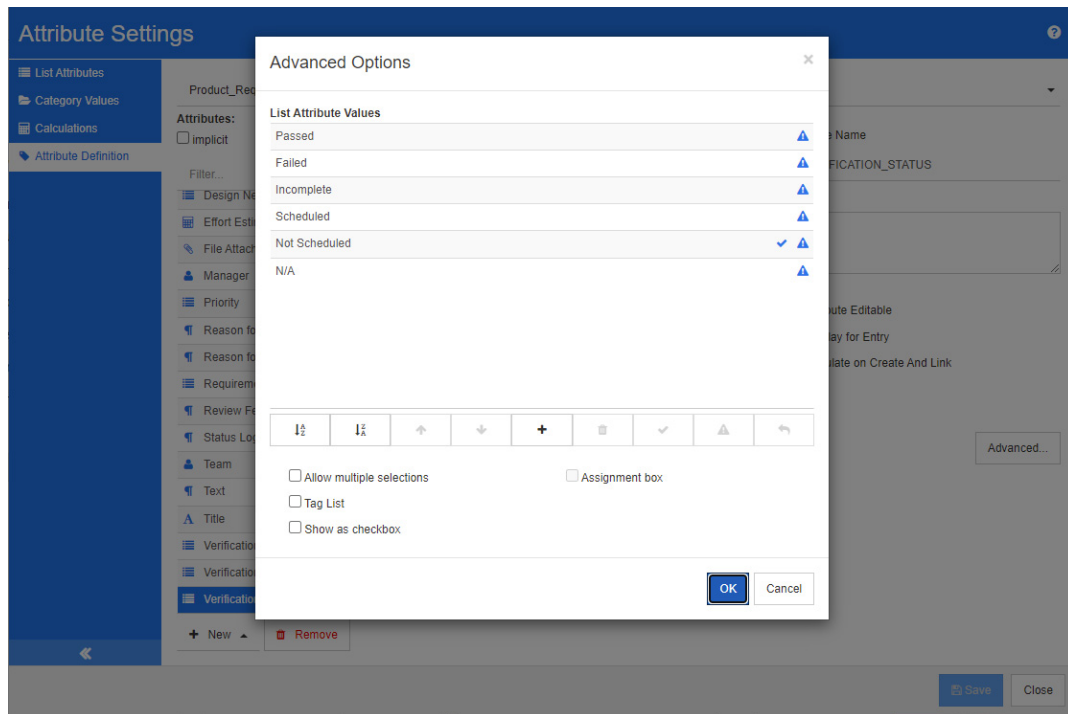 Attribute Settings
List Attributes
Category Values
Calculations
Attribute Definition
Product_Req
Attributes:
implicit
Filter...
Design Ne
Effort Esti
File Attach
Manager
Priority
Reason fo
Reason fo
Requirem
Review Fe
Status Log
Team
Text
Title
Verification
Verification
Verification
New
Remove
Advanced Options
List Attribute Values
Passed
Failed
Incomplete
Scheduled
Not Scheduled
N/A
Allow multiple selections
Assignment box
Tag List
Show as checkbox
OK Cancel
e Name
FICATION_STATUS
ute Editable
lay for Entry
ulate on Create And Link
Advanced...
Save Close